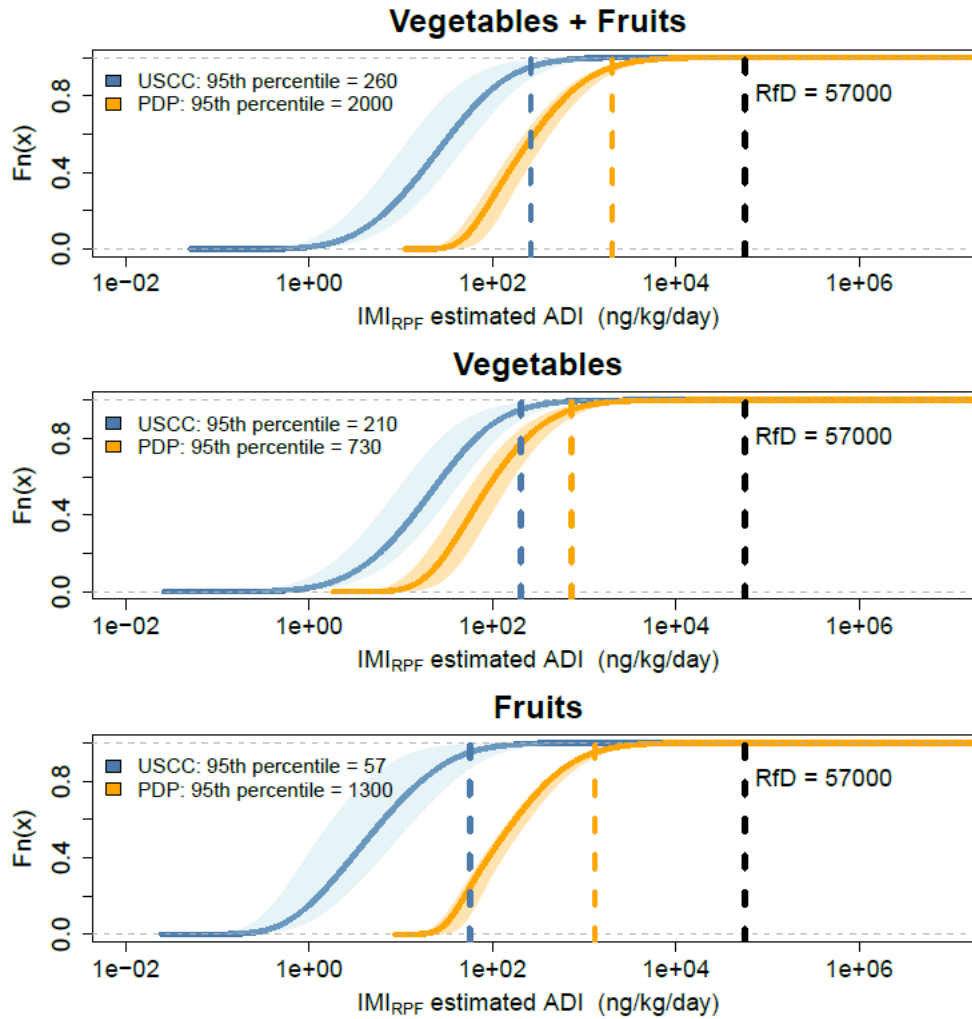 Vegetables + Fruits
USCC: 95th percentile = 260
PDP: 95th percentile = 2000
RfD = 57000
Fn(x)
0.0 0.4 0.8
1e−02 1e+00 1e+02 1e+04 1e+06
IMI_RPF estimated ADI (ng/kg/day)
Vegetables
USCC: 95th percentile = 210
PDP: 95th percentile = 730
RfD = 57000
Fn(x)
0.0 0.4 0.8
1e−02 1e+00 1e+02 1e+04 1e+06
IMI_RPF estimated ADI (ng/kg/day)
Fruits
USCC: 95th percentile = 57
PDP: 95th percentile = 1300
RfD = 57000
Fn(x)
0.0 0.4 0.8
1e−02 1e+00 1e+02 1e+04 1e+06
IMI_RPF estimated ADI (ng/kg/day)